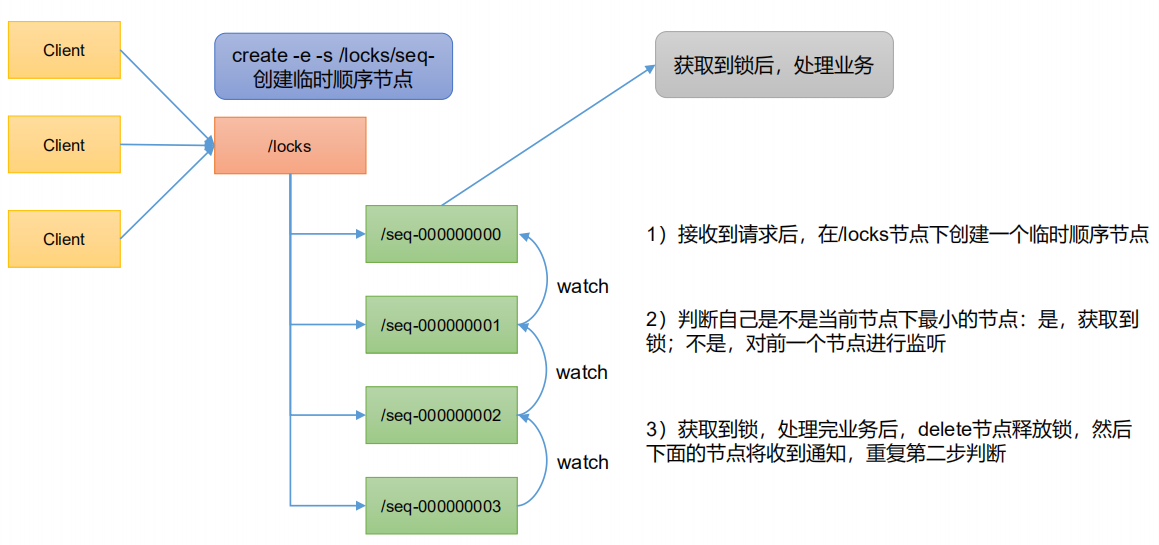 Client
create -e -s /locks/seq-
创建临时顺序节点
获取到锁后，处理业务
Client
/locks
Client
/seq-000000000
1）接收到请求后，在/locks节点下创建一个临时顺序节点
watch
/seq-000000001
2）判断自己是不是当前节点下最小的节点：是，获取到
锁；不是，对前一个节点进行监听
watch
/seq-000000002
3）获取到锁，处理完业务后，delete节点释放锁，然后
下面的节点将收到通知，重复第二步判断
watch
/seq-000000003